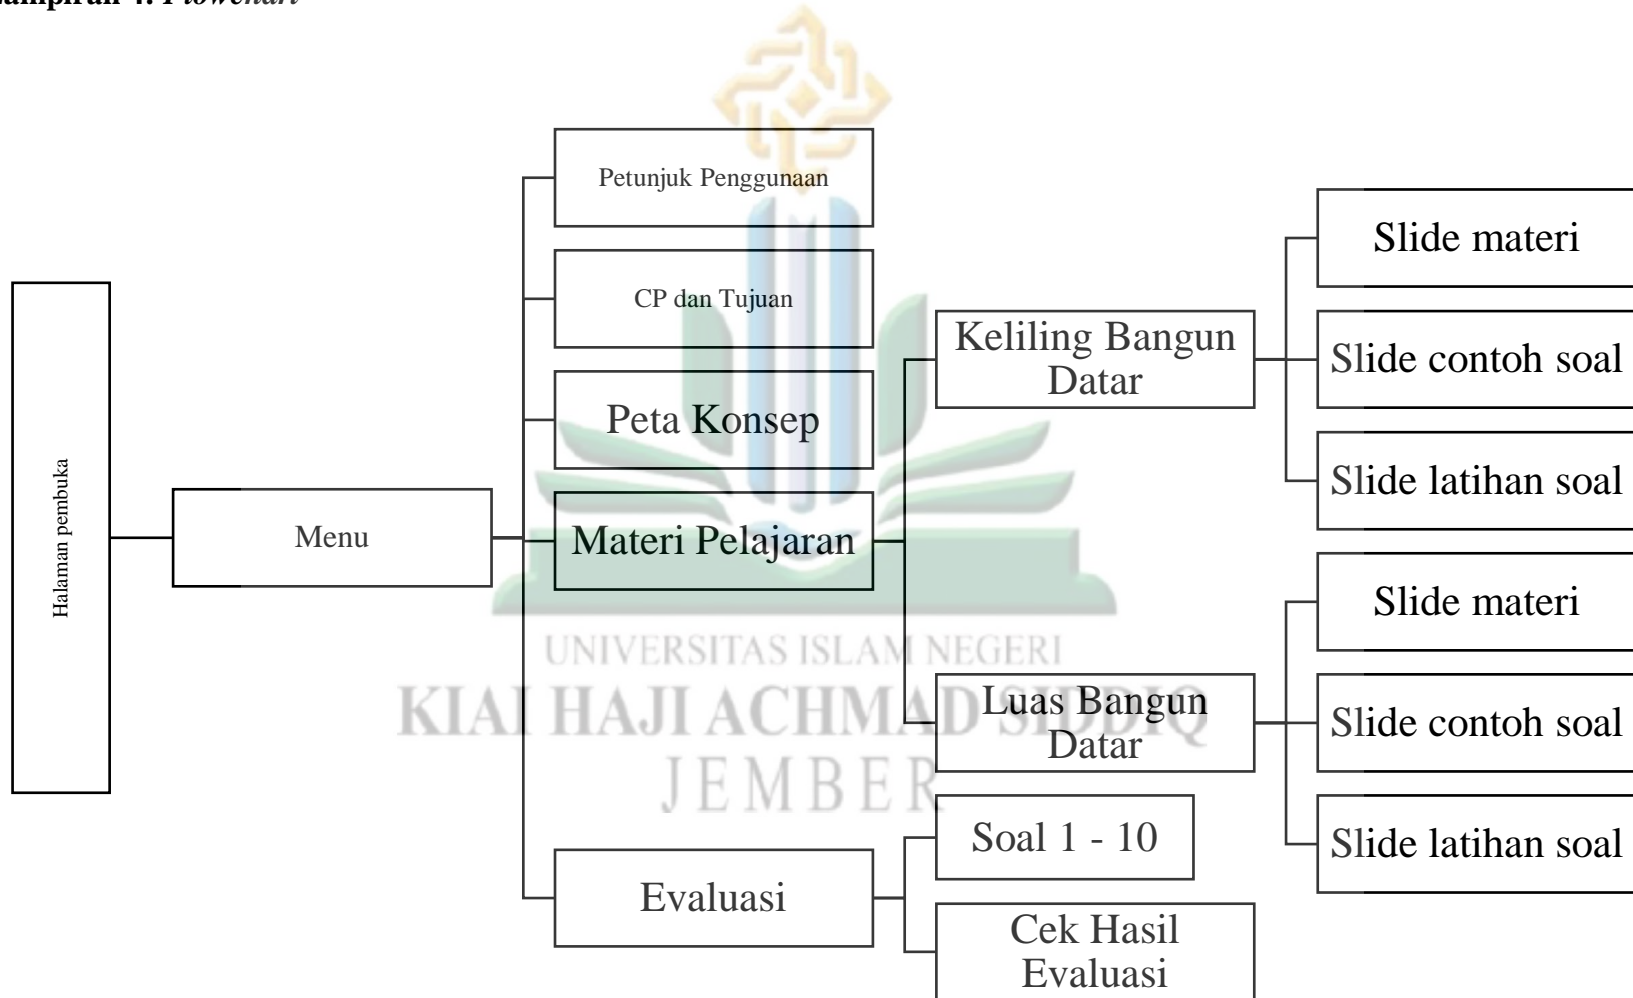 Lampiran 4. Flowchart
Halaman pembuka
Menu
Petunjuk Penggunaan
CP dan Tujuan
Peta Konsep
Materi Pelajaran
Keliling Bangun
Datar
Slide materi
Slide contoh soal
Slide latihan soal
Luas Bangun
Datar
Slide materi
Slide contoh soal
Slide latihan soal
Evaluasi
Soal 1 - 10
Cek Hasil
Evaluasi
UNIVERSITAS ISLAM NEGERI
KIAI HAJI ACHMAD SIDDIQ
JEMBER